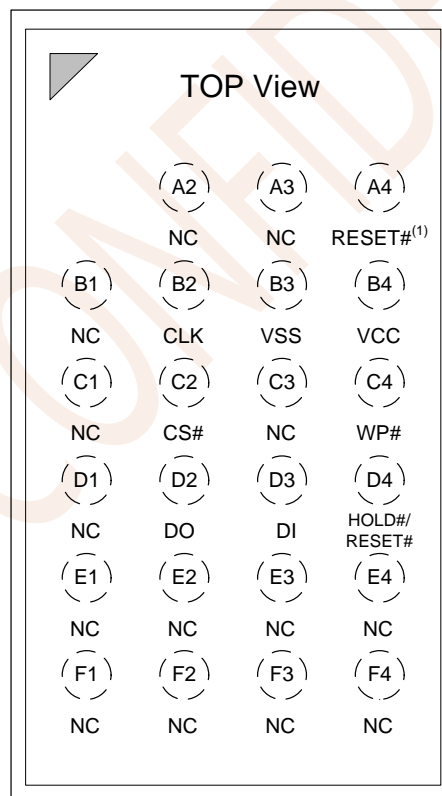 TOP View
A2 A3 A4
NC NC RESET#(1)
B1 B2 B3 B4
NC CLK VSS VCC
C1 C2 C3 C4
NC CS# NC WP#
D1 D2 D3 D4
NC DO DI HOLD#/
RESET#
E1 E2 E3 E4
NC NC NC NC
F1 F2 F3 F4
NC NC NC NC